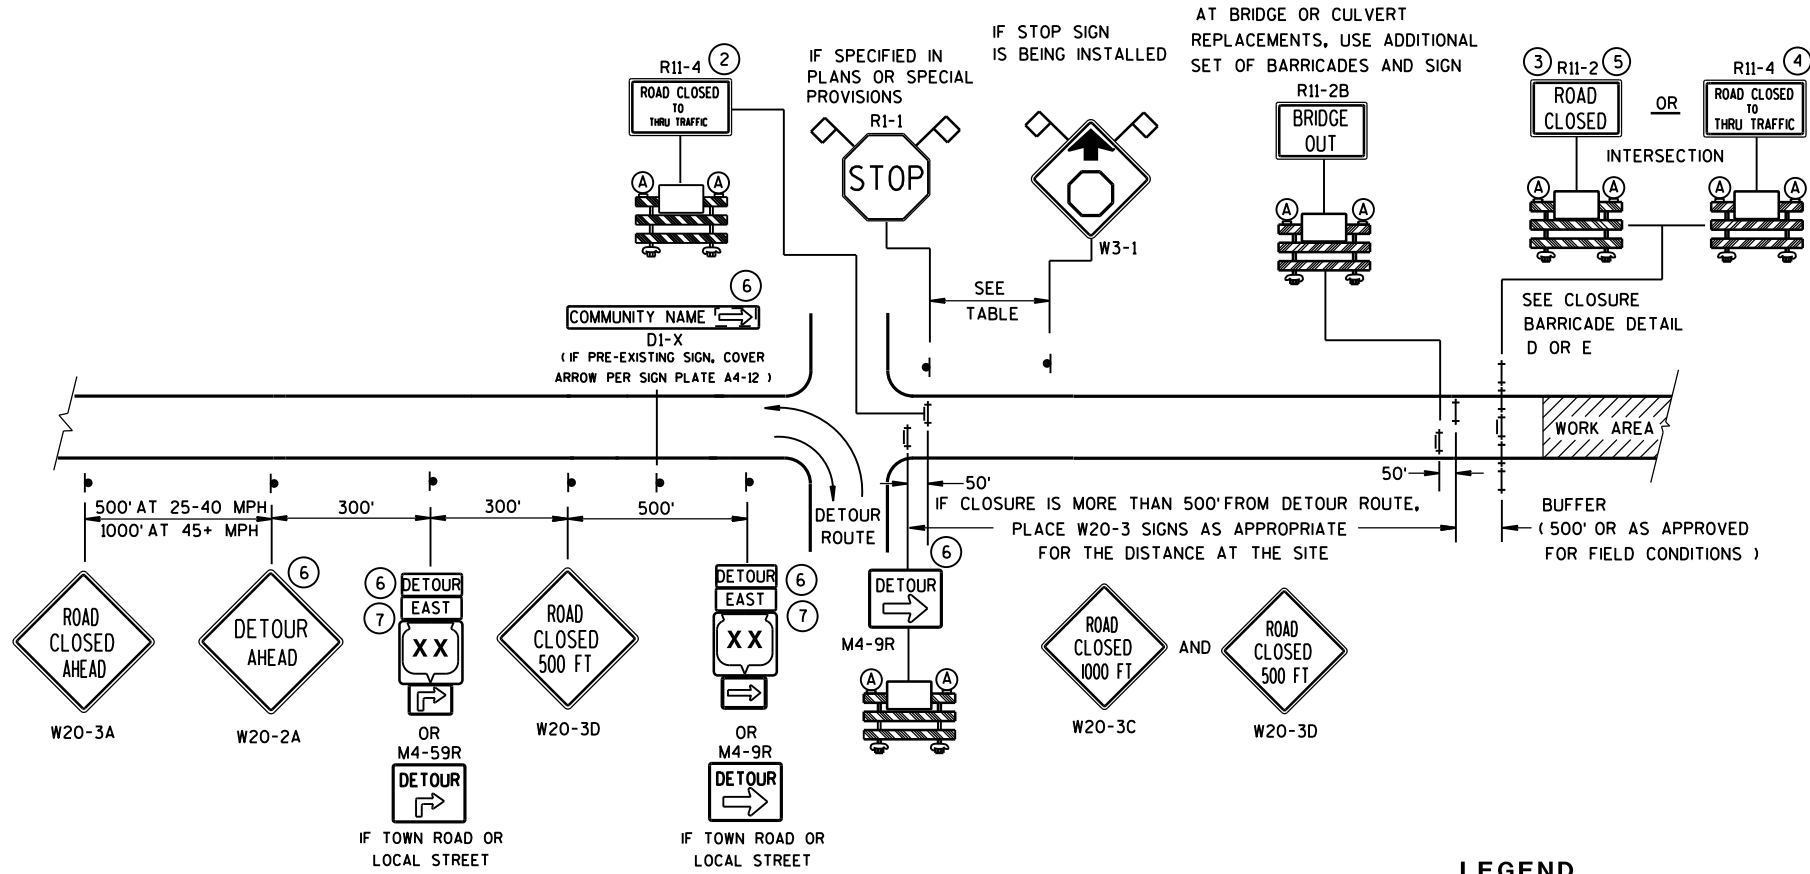 R11-4
2
ROAD CLOSED
TO
THRU TRAFFIC
A A
IF SPECIFIED IN
PLANS OR SPECIAL
PROVISIONS
R1-1
STOP
IF STOP SIGN
IS BEING INSTALLED
W3-1
SEE
TABLE
AT BRIDGE OR CULVERT
REPLACEMENTS, USE ADDITIONAL
SET OF BARRICADES AND SIGN
R11-2B
BRIDGE
OUT
A A
3 R11-2 5
ROAD
CLOSED
OR
R11-4 4
ROAD CLOSED
TO
THRU TRAFFIC
INTERSECTION
A A
A A
SEE CLOSURE
BARRICADE DETAIL
D OR E
6
COMMUNITY NAME
D1-X
(IF PRE-EXISTING SIGN, COVER
ARROW PER SIGN PLATE A4-12 )
WORK AREA
500' AT 25-40 MPH
1000' AT 45+ MPH
300'
300'
500'
DETOUR
ROUTE
50'
50'
IF CLOSURE IS MORE THAN 500' FROM DETOUR ROUTE,
PLACE W20-3 SIGNS AS APPROPRIATE
FOR THE DISTANCE AT THE SITE
BUFFER
( 500' OR AS APPROVED
FOR FIELD CONDITIONS )
ROAD
CLOSED
AHEAD
W20-3A
6
DETOUR
AHEAD
W20-2A
6
7
DETOUR
EAST
XX
OR
M4-59R
DETOUR
IF TOWN ROAD OR
LOCAL STREET
ROAD
CLOSED
500 FT
W20-3D
DETOUR
EAST
XX
6
7
OR
M4-9R
DETOUR
IF TOWN ROAD OR
LOCAL STREET
6
DETOUR
M4-9R
A A
ROAD
CLOSED
1000 FT
W20-3C
AND
ROAD
CLOSED
500 FT
W20-3D
LEGEND